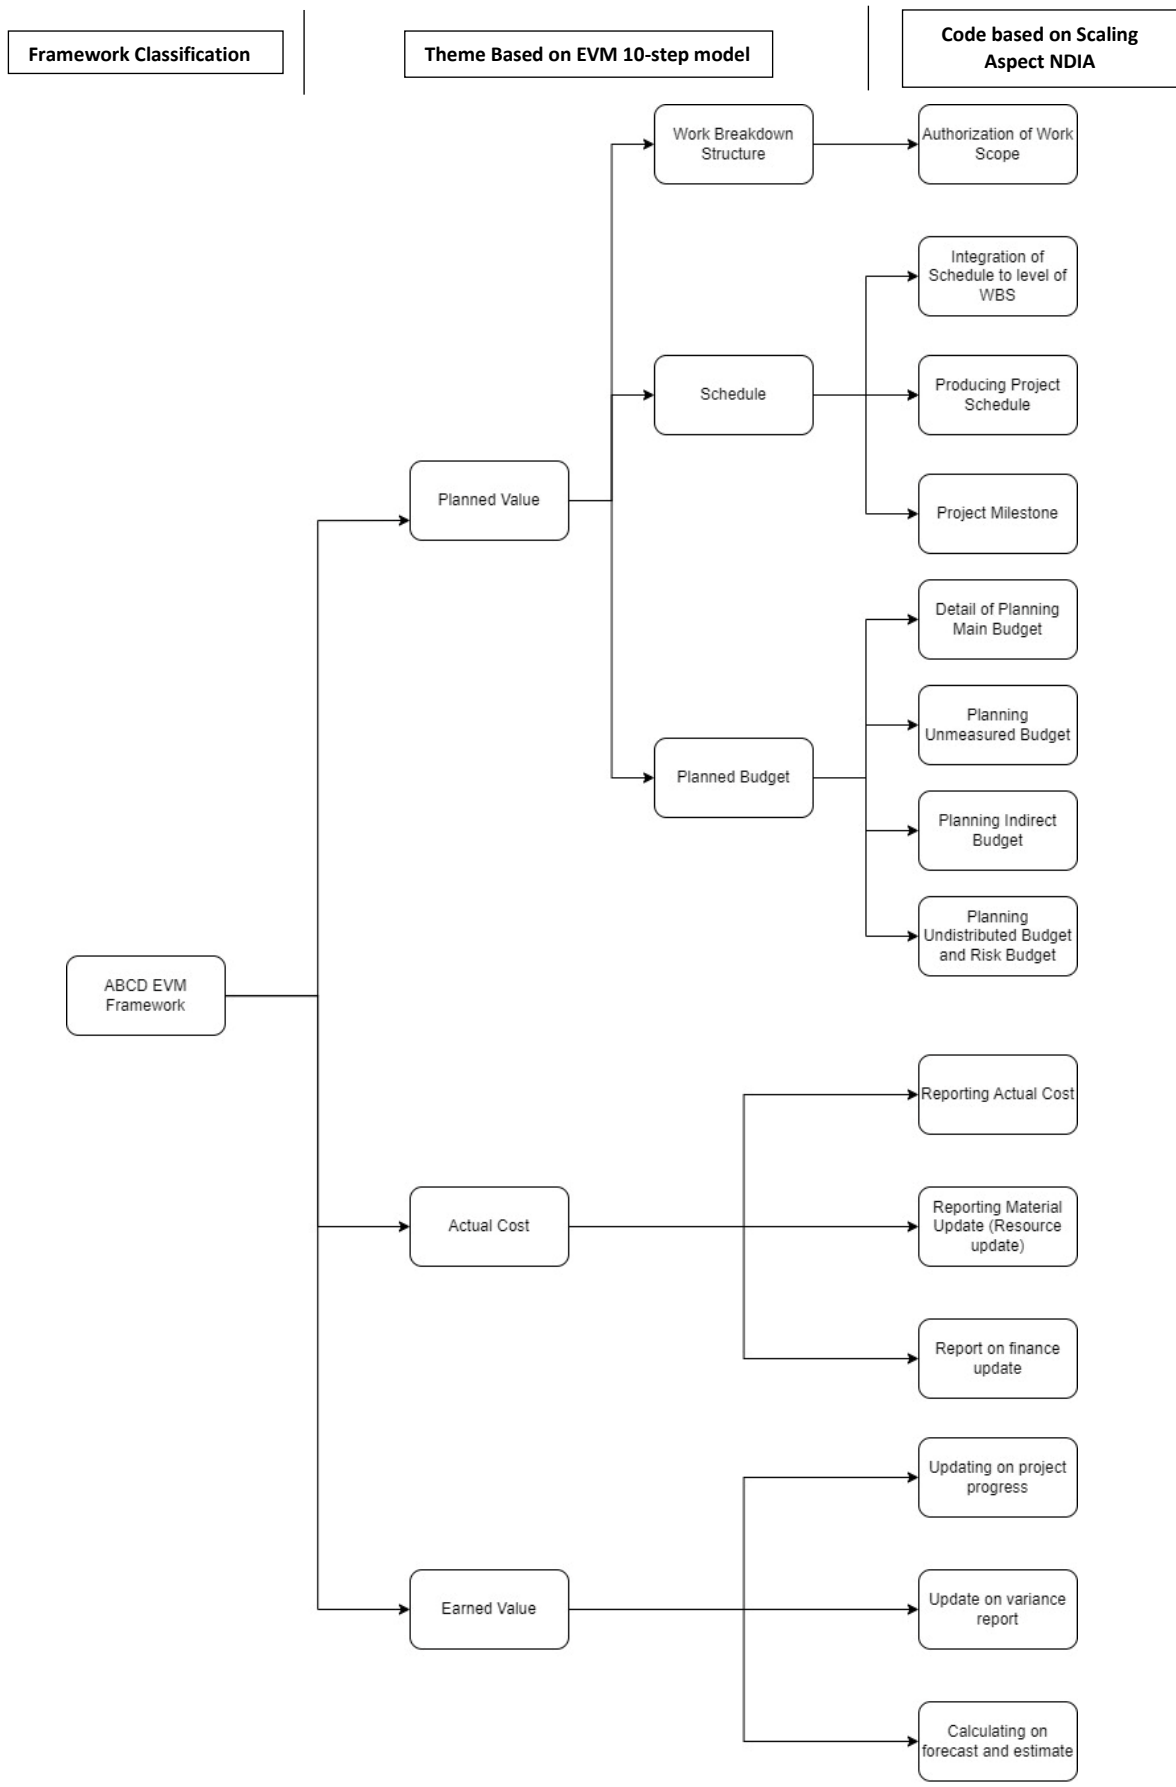 Framework Classification
Theme Based on EVM 10-step model
Code based on Scaling
Aspect NDIA
Work Breakdown
Structure
Authorization of Work
Scope
Integration of
Schedule to level of
WBS
Schedule
Producing Project
Schedule
Planned Value
Project Milestone
Detail of Planning
Main Budget
Planning
Unmeasured Budget
Planned Budget
Planning Indirect
Budget
Planning
Undistributed Budget
and Risk Budget
ABCD EVM
Framework
Reporting Actual Cost
Actual Cost
Reporting Material
Update (Resource
update)
Report on finance
update
Updating on project
progress
Earned Value
Update on variance
report
Calculating on
forecast and estimate